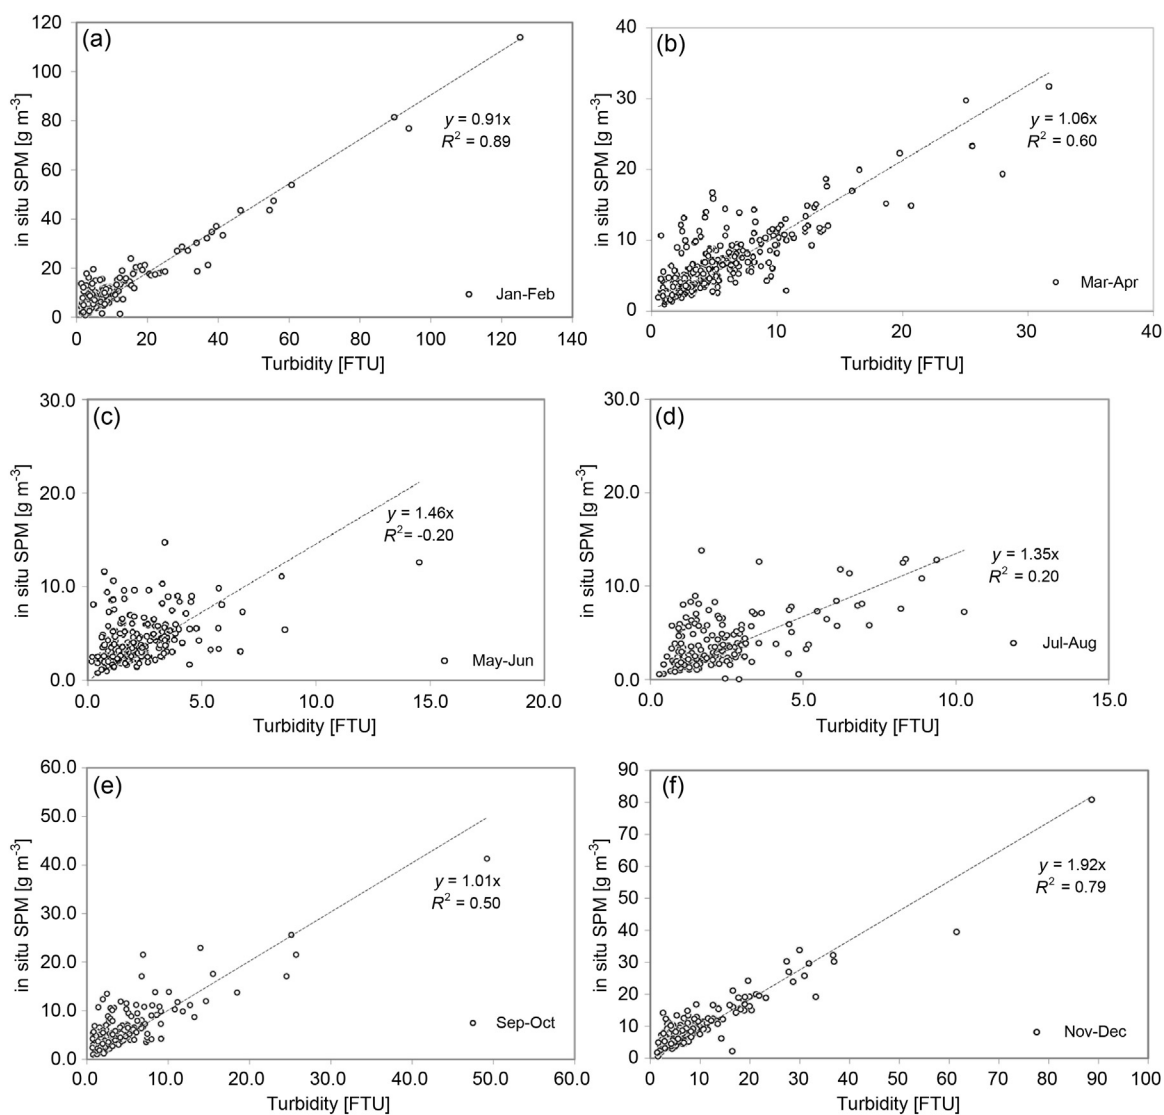 (a)
120
100
80
60
40
20
0
in situ SPM [g m⁻³]
y = 0.91x
R² = 0.89
Jan-Feb
0 20 40 60 80 100 120 140
Turbidity [FTU]
(b)
40
30
20
10
0
in situ SPM [g m⁻³]
y = 1.06x
R² = 0.60
Mar-Apr
0 10 20 30 40
Turbidity [FTU]
(c)
30.0
20.0
10.0
0.0
in situ SPM [g m⁻³]
y = 1.46x
R²= -0.20
May-Jun
0.0 5.0 10.0 15.0 20.0
Turbidity [FTU]
(d)
30.0
20.0
10.0
0.0
in situ SPM [g m⁻³]
y = 1.35x
R² = 0.20
Jul-Aug
0.0 5.0 10.0 15.0
Turbidity [FTU]
(e)
60.0
50.0
40.0
30.0
20.0
10.0
0.0
in situ SPM [g m⁻³]
y = 1.01x
R² = 0.50
Sep-Oct
0.0 10.0 20.0 30.0 40.0 50.0 60.0
Turbidity [FTU]
(f)
90
80
70
60
50
40
30
20
10
0
in situ SPM [g m⁻³]
y = 1.92x
R² = 0.79
Nov-Dec
0 10 20 30 40 50 60 70 80 90 100
Turbidity [FTU]